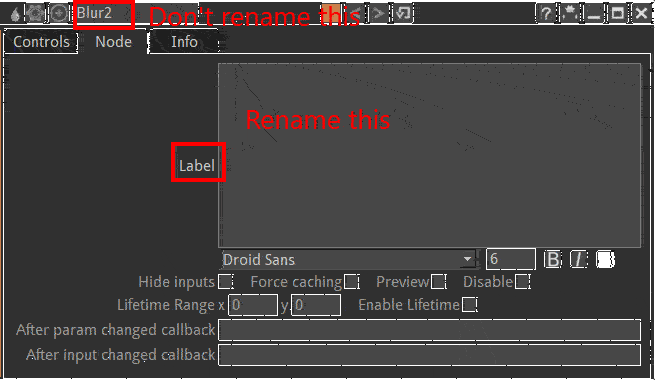 Blur2 Don't rename this < > ? * X
Controls Node Info
Rename this
Label
Droid Sans 6 B I
Hide inputs Force caching Preview Disable
Lifetime Range x 0 y 0 Enable Lifetime
After param changed callback
After input changed callback